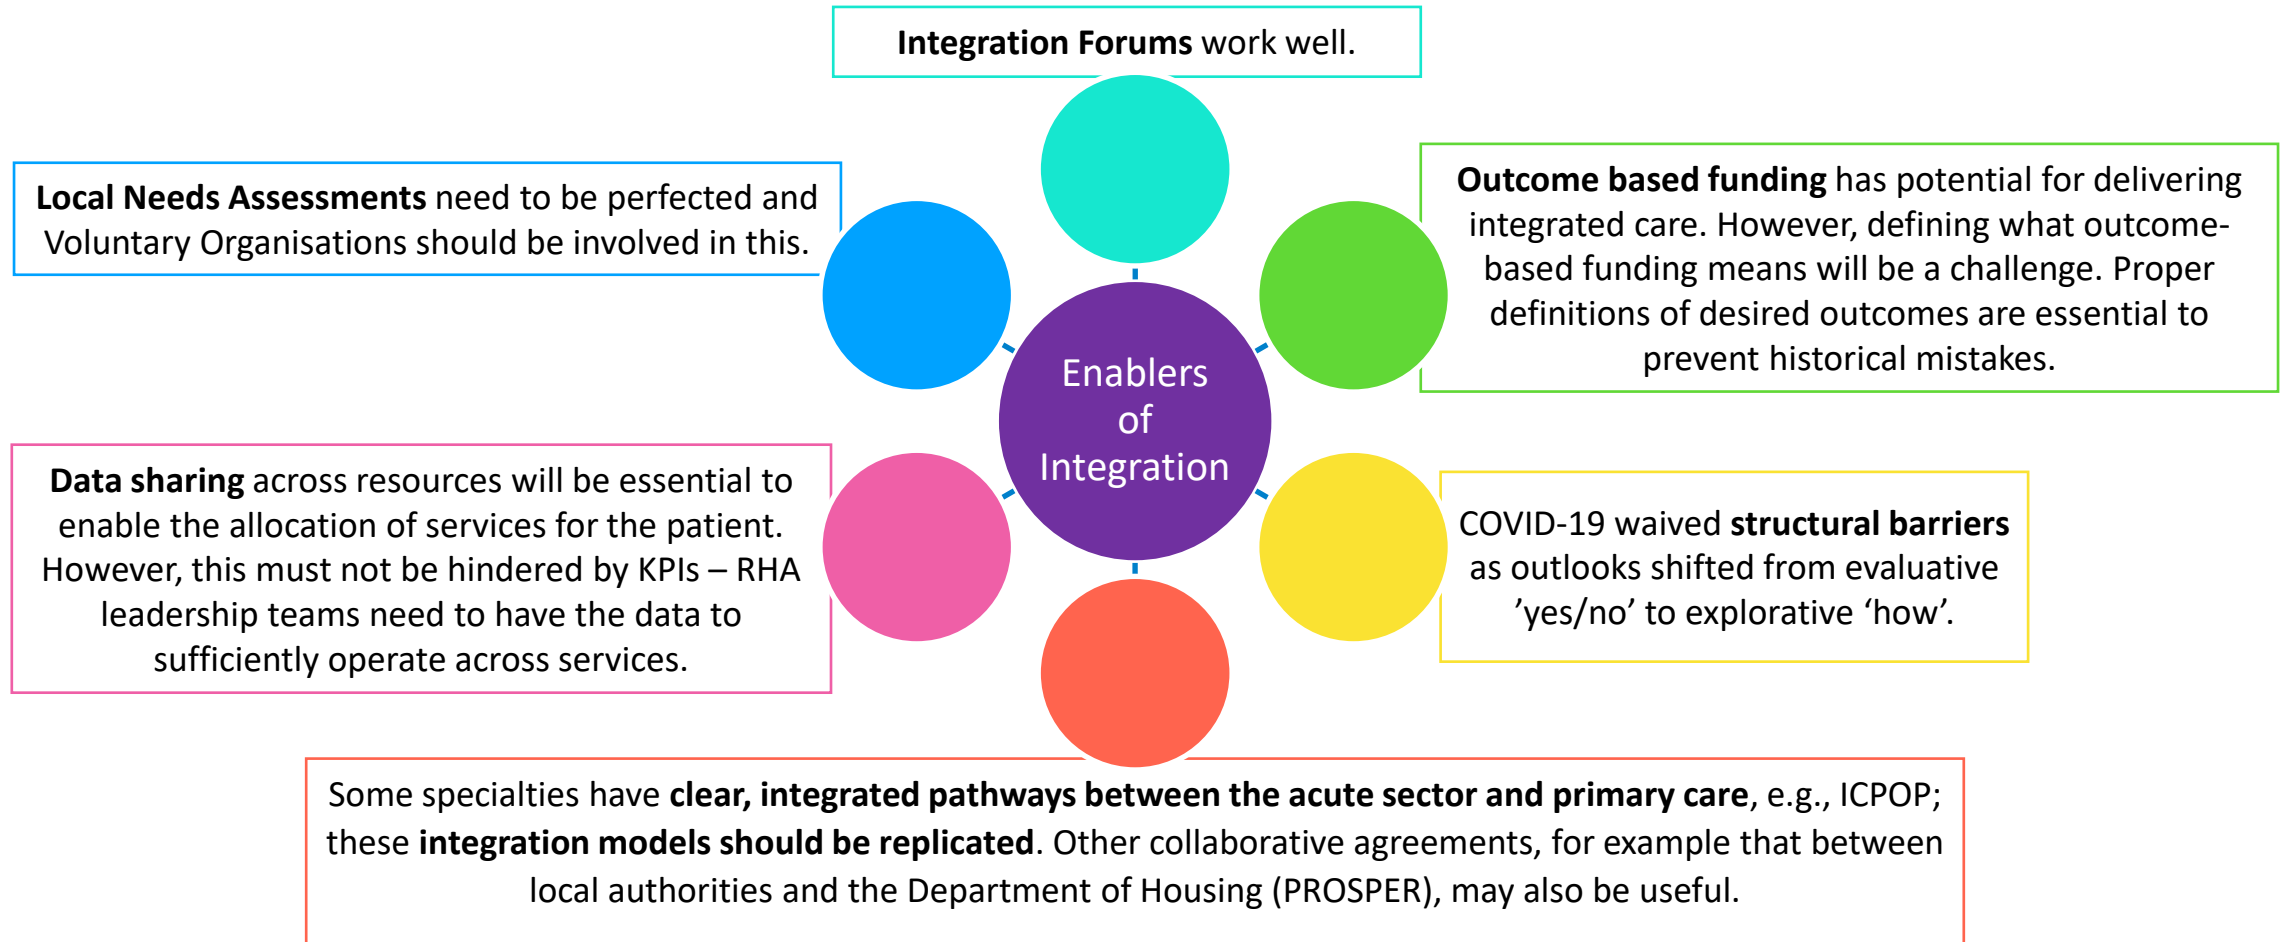 Integration Forums work well.
Local Needs Assessments need to be perfected and
Voluntary Organisations should be involved in this.
Outcome based funding has potential for delivering
integrated care. However, defining what outcome-
based funding means will be a challenge. Proper
definitions of desired outcomes are essential to
prevent historical mistakes.
Enablers
of
Integration
Data sharing across resources will be essential to
enable the allocation of services for the patient.
However, this must not be hindered by KPIs – RHA
leadership teams need to have the data to
sufficiently operate across services.
COVID-19 waived structural barriers
as outlooks shifted from evaluative
’yes/no’ to explorative ‘how’.
Some specialties have clear, integrated pathways between the acute sector and primary care, e.g., ICPOP;
these integration models should be replicated. Other collaborative agreements, for example that between
local authorities and the Department of Housing (PROSPER), may also be useful.